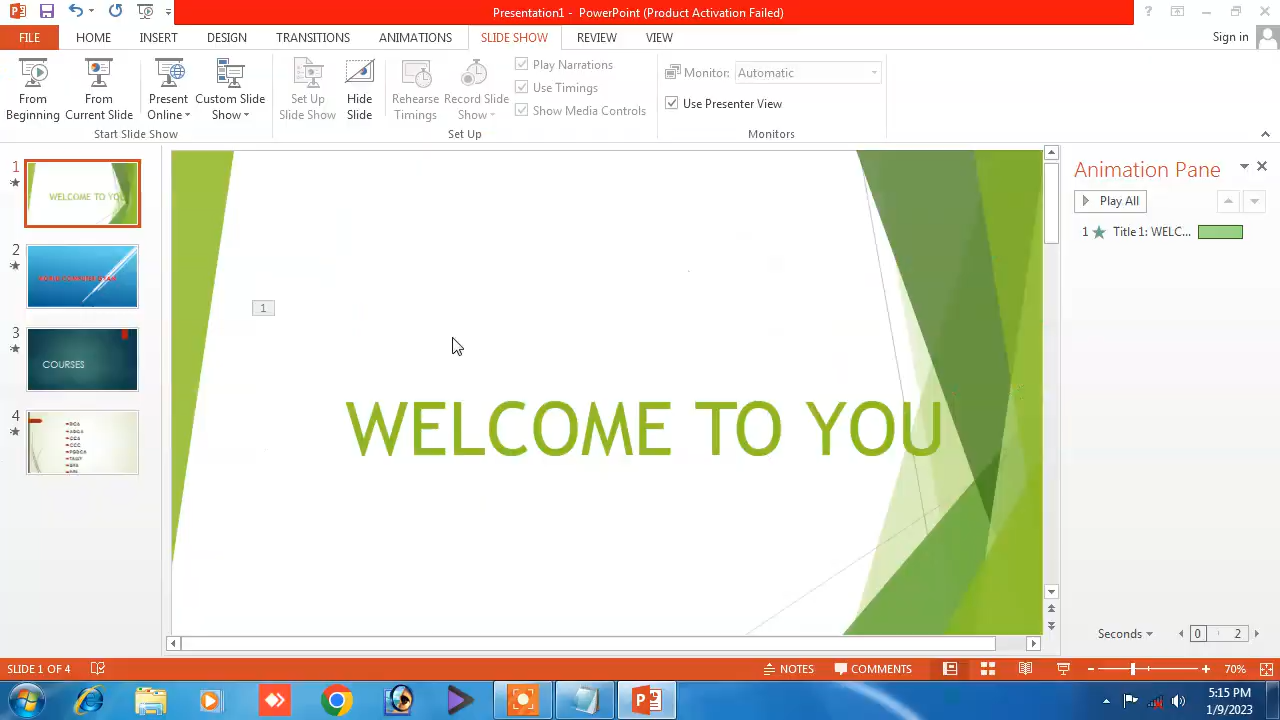 Presentation1 - PowerPoint (Product Activation Failed)
FILE HOME INSERT DESIGN TRANSITIONS ANIMATIONS SLIDE SHOW REVIEW VIEW Sign in
From Beginning
From Current Slide
Present Online
Custom Slide Show
Set Up Slide Show
Hide Slide
Rehearse Timings
Record Slide Show
Play Narrations
Use Timings
Show Media Controls
Monitor: Automatic
Use Presenter View
Start Slide Show
Set Up
Monitors
1
WELCOME TO YOU
2
3
COURSES
4
1
WELCOME TO YOU
Animation Pane
Play All
1 Title 1: WELC...
Seconds 0 2
SLIDE 1 OF 4
NOTES COMMENTS 70%
5:15 PM
1/9/2023